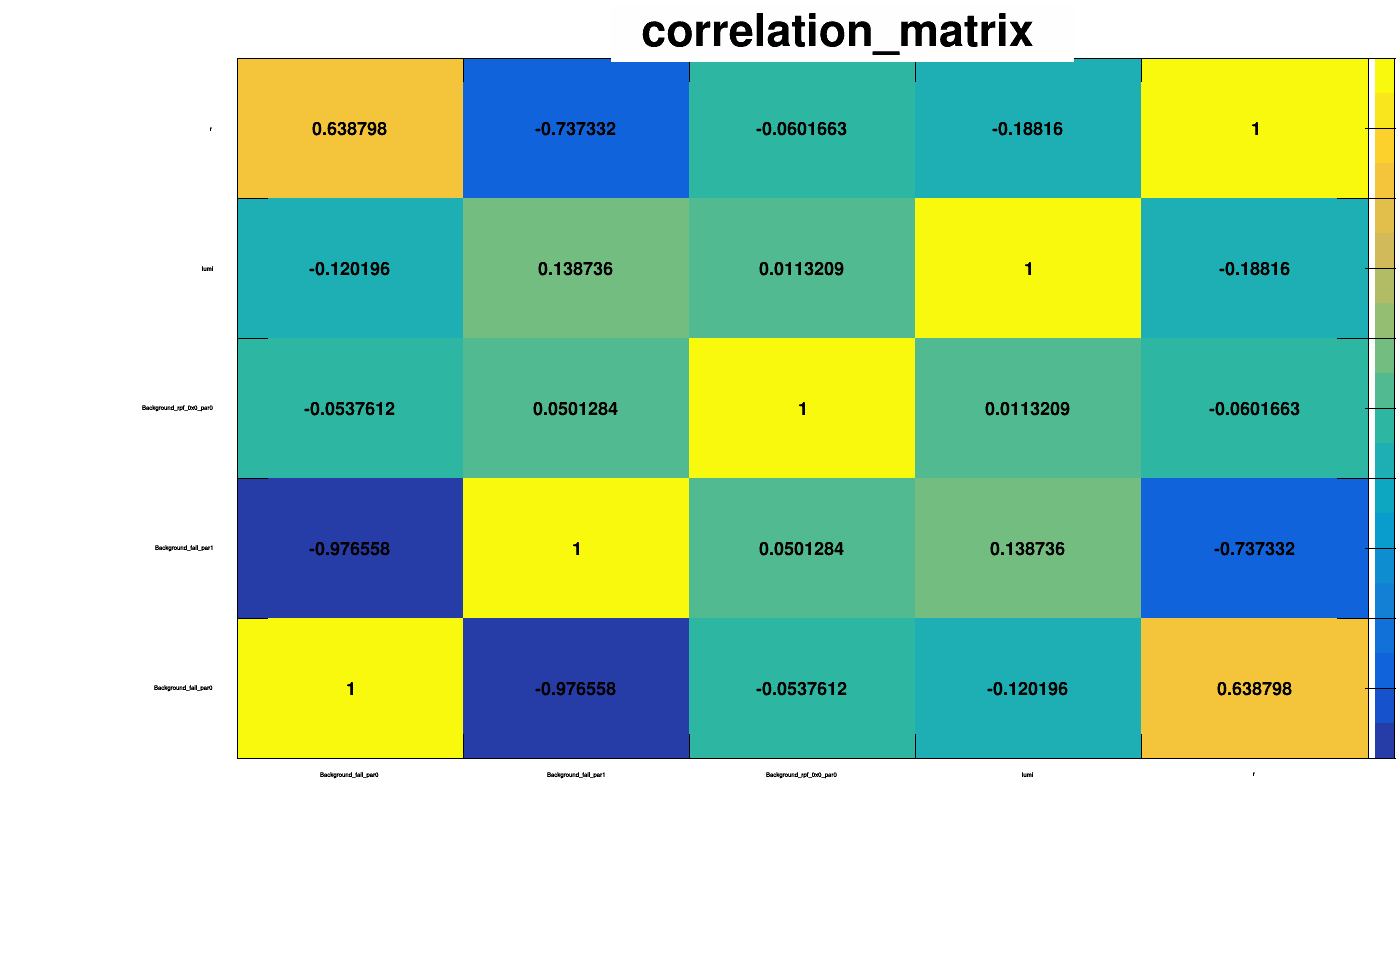 correlation_matrix
r 0.638798 -0.737332 -0.0601663 -0.18816 1
lumi -0.120196 0.138736 0.0113209 1 -0.18816
Background_rpf_0x0_par0 -0.0537612 0.0501284 1 0.0113209 -0.0601663
Background_fail_par1 -0.976558 1 0.0501284 0.138736 -0.737332
Background_fail_par0 1 -0.976558 -0.0537612 -0.120196 0.638798
Background_fail_par0 Background_fail_par1 Background_rpf_0x0_par0 lumi r